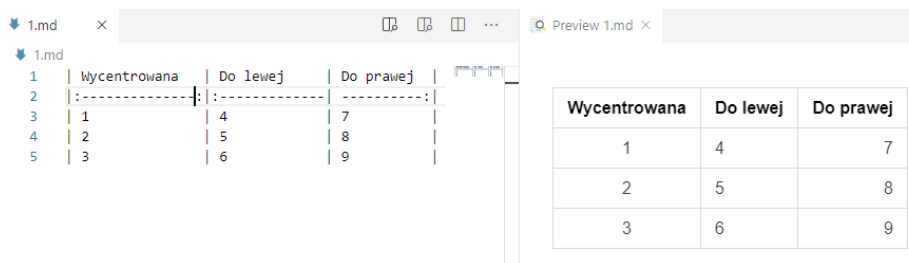 1.md
Preview 1.md
1.md
1 | Wycentrowana | Do lewej | Do prawej |
2 |:--------------:|:-------------| ----------:|
3 | 1 | 4 | 7 |
4 | 2 | 5 | 8 |
5 | 3 | 6 | 9 |
Wycentrowana Do lewej Do prawej
1 4 7
2 5 8
3 6 9